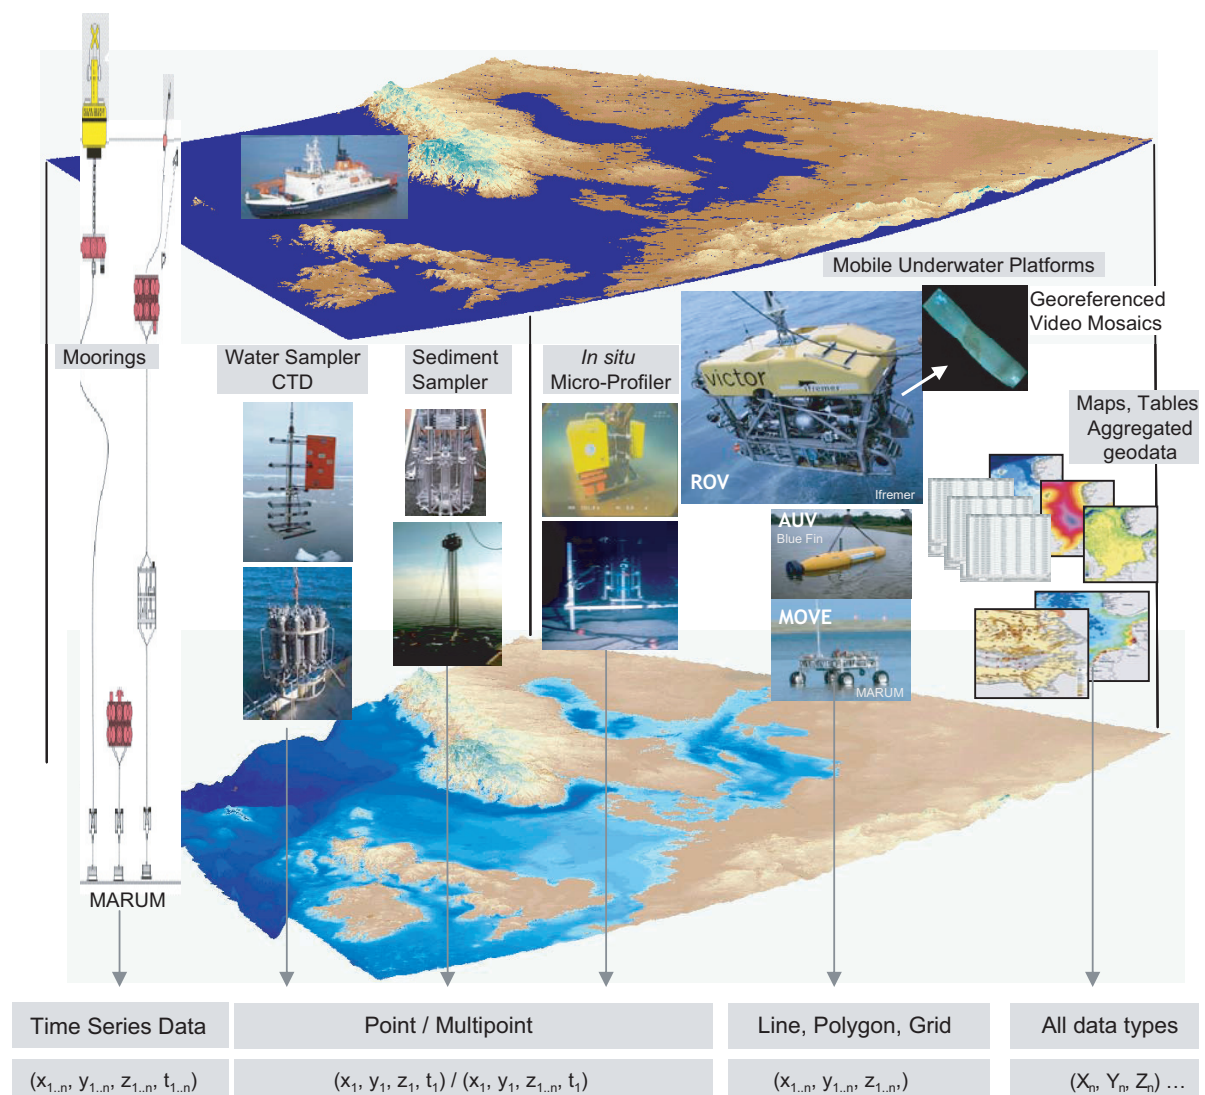 Mobile Underwater Platforms
Georeferenced
Video Mosaics
Moorings
Water Sampler
CTD
Sediment
Sampler
In situ
Micro-Profiler
victor
ifremer
ROV
Ifremer
Maps, Tables
Aggregated
geodata
AUV
Blue Fin
MOVE
MARUM
MARUM
Time Series Data
Point / Multipoint
Line, Polygon, Grid
All data types
(x1..n, y1..n, z1..n, t1..n)
(x1, y1, z1, t1) / (x1, y1, z1..n, t1)
(x1..n, y1..n, z1..n,)
(Xn, Yn, Zn) …